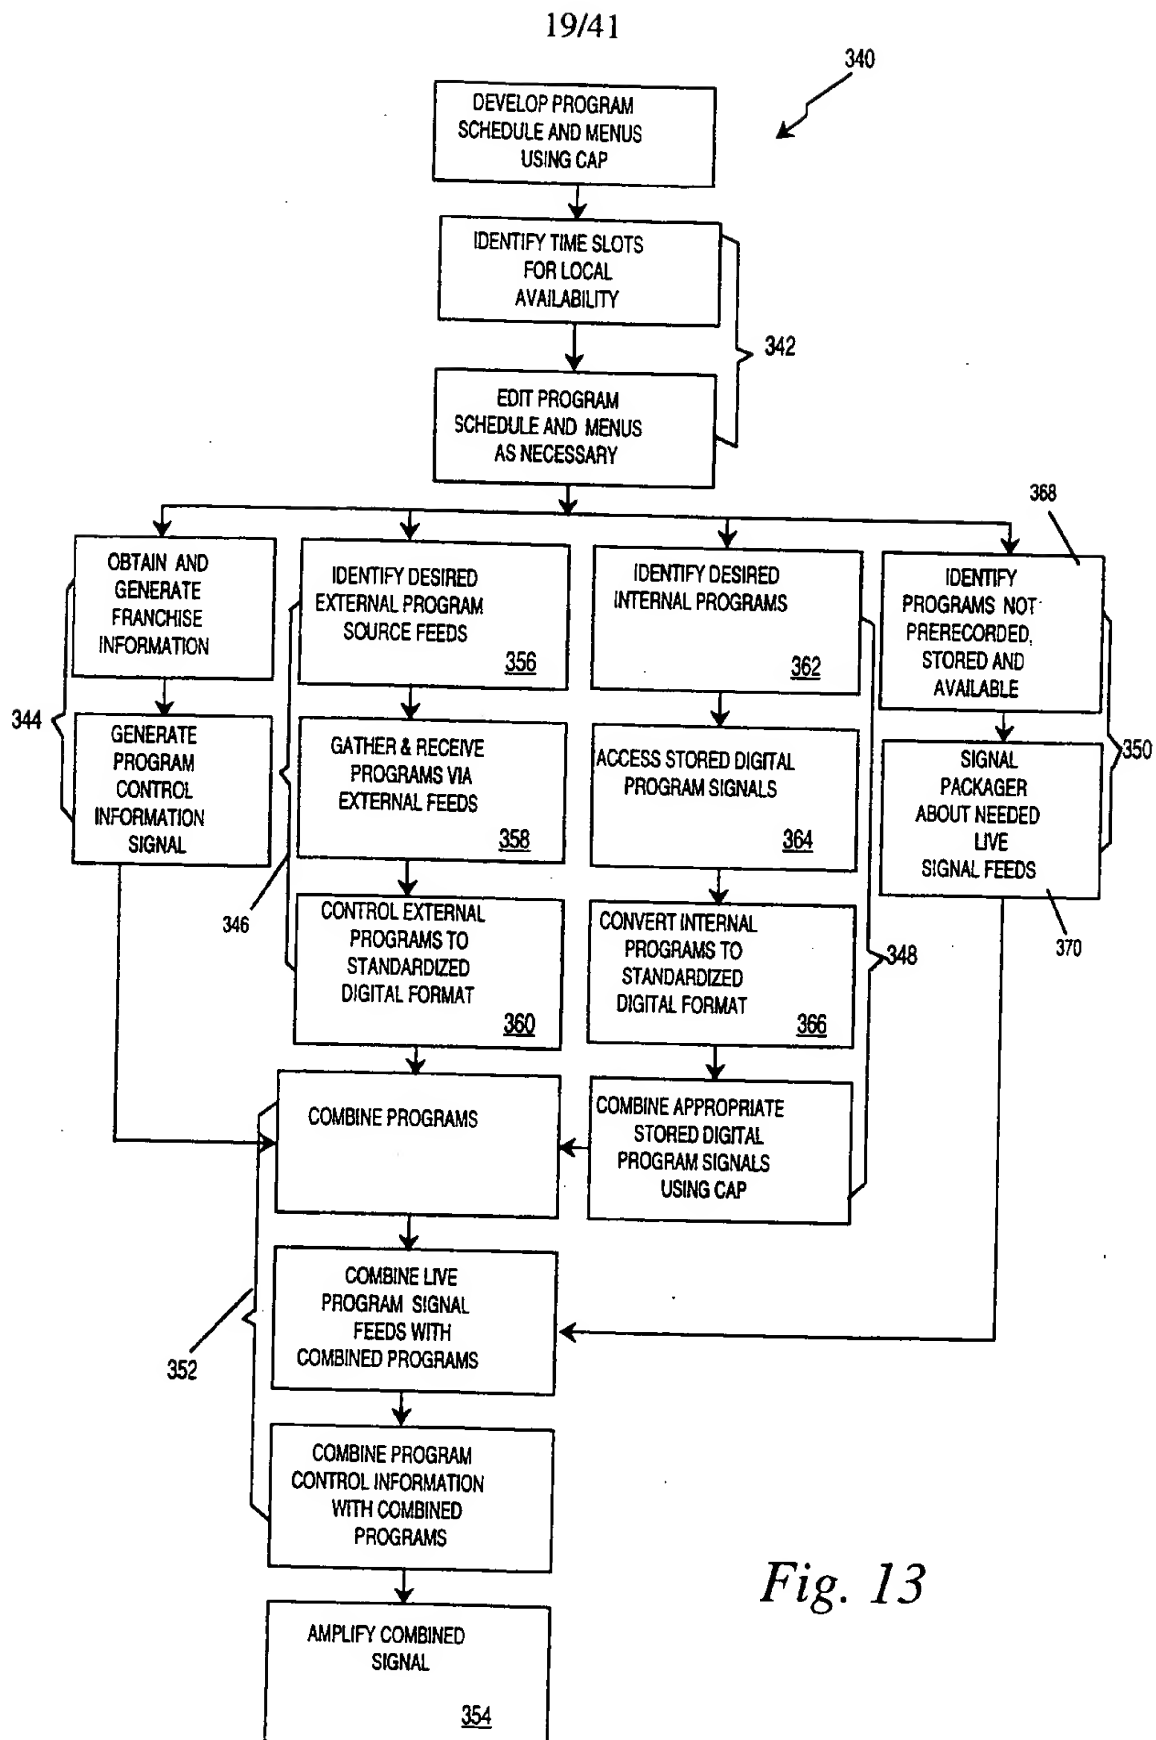 19/41
340
DEVELOP PROGRAM
SCHEDULE AND MENUS
USING CAP
IDENTIFY TIME SLOTS
FOR LOCAL
AVAILABILITY
342
EDIT PROGRAM
SCHEDULE AND MENUS
AS NECESSARY
368
OBTAIN AND
GENERATE
FRANCHISE
INFORMATION
344
GENERATE
PROGRAM
CONTROL
INFORMATION
SIGNAL
IDENTIFY DESIRED
EXTERNAL PROGRAM
SOURCE FEEDS
356
GATHER & RECEIVE
PROGRAMS VIA
EXTERNAL FEEDS
358
346
CONTROL EXTERNAL
PROGRAMS TO
STANDARDIZED
DIGITAL FORMAT
360
IDENTIFY DESIRED
INTERNAL PROGRAMS
362
ACCESS STORED DIGITAL
PROGRAM SIGNALS
364
CONVERT INTERNAL
PROGRAMS TO
STANDARDIZED
DIGITAL FORMAT
366
348
COMBINE APPROPRIATE
STORED DIGITAL
PROGRAM SIGNALS
USING CAP
IDENTIFY
PROGRAMS NOT
PRERECORDED,
STORED AND
AVAILABLE
350
SIGNAL
PACKAGER
ABOUT NEEDED
LIVE
SIGNAL FEEDS
370
COMBINE PROGRAMS
COMBINE LIVE
PROGRAM SIGNAL
FEEDS WITH
COMBINED PROGRAMS
352
COMBINE PROGRAM
CONTROL INFORMATION
WITH COMBINED
PROGRAMS
AMPLIFY COMBINED
SIGNAL
354
Fig. 13